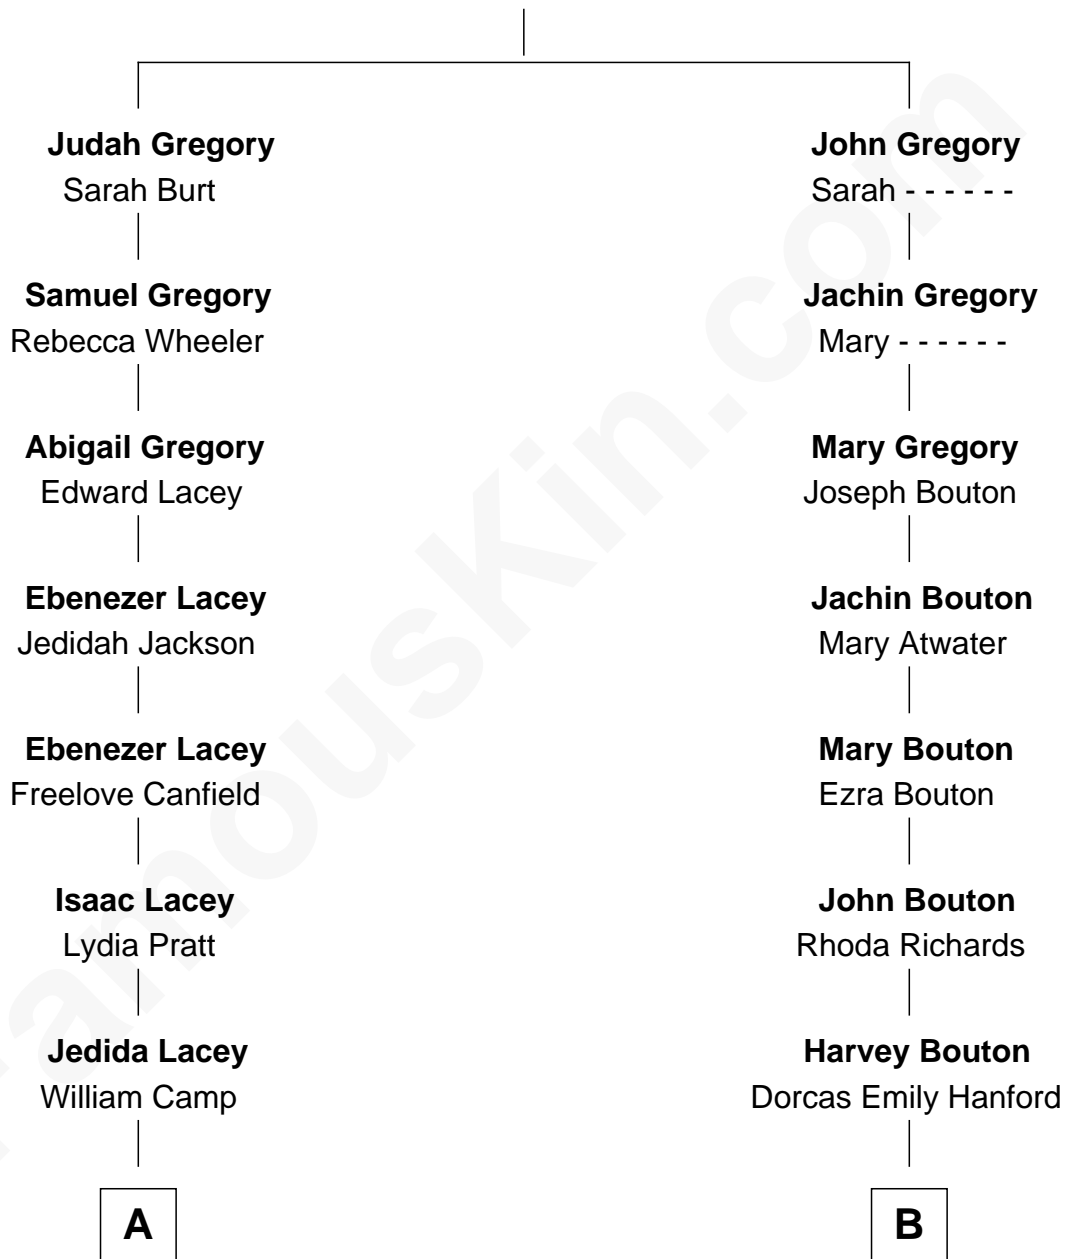 Judah Gregory
Sarah Burt
Samuel Gregory
Rebecca Wheeler
Abigail Gregory
Edward Lacey
Ebenezer Lacey
Jedidah Jackson
Ebenezer Lacey
Freelove Canfield
Isaac Lacey
Lydia Pratt
Jedida Lacey
William Camp
A
John Gregory
Sarah - - - - - -
Jachin Gregory
Mary - - - - - -
Mary Gregory
Joseph Bouton
Jachin Bouton
Mary Atwater
Mary Bouton
Ezra Bouton
John Bouton
Rhoda Richards
Harvey Bouton
Dorcas Emily Hanford
B
FamousKin.com